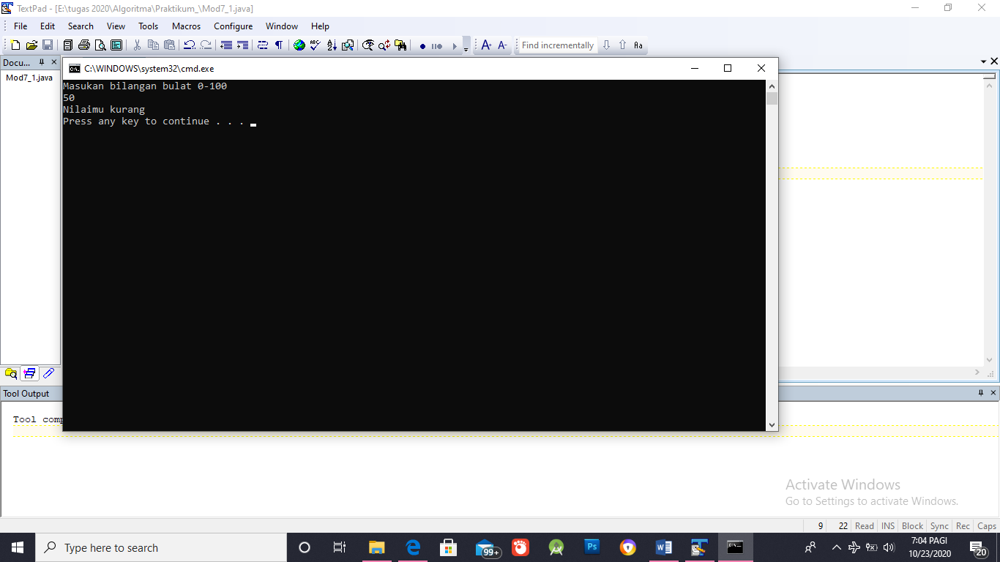 TextPad - [E:\tugas 2020\Algoritma\Praktikum_\Mod7_1.java]
File Edit Search View Tools Macros Configure Window Help
Find incrementally
Docu...
Mod7_1.java
C:\WINDOWS\system32\cmd.exe
Masukan bilangan bulat 0-100
50
Nilaimu kurang
Press any key to continue . . .
Tool Output
Tool
Activate Windows
Go to Settings to activate Windows.
9 22 Read INS Block Sync Rec Caps
Type here to search
99+
Ps
7:04 PAGI
10/23/2020
20